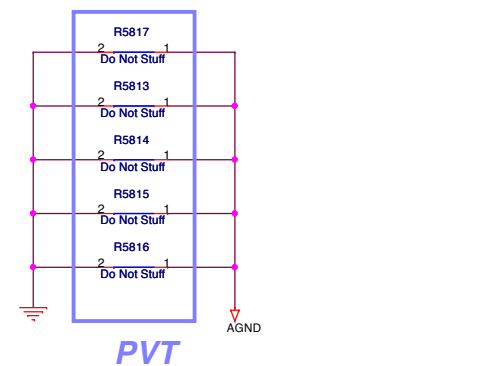 R5817
2 1
Do Not Stuff
R5813
2 1
Do Not Stuff
R5814
2 1
Do Not Stuff
R5815
2 1
Do Not Stuff
R5816
2 1
Do Not Stuff
AGND
PVT